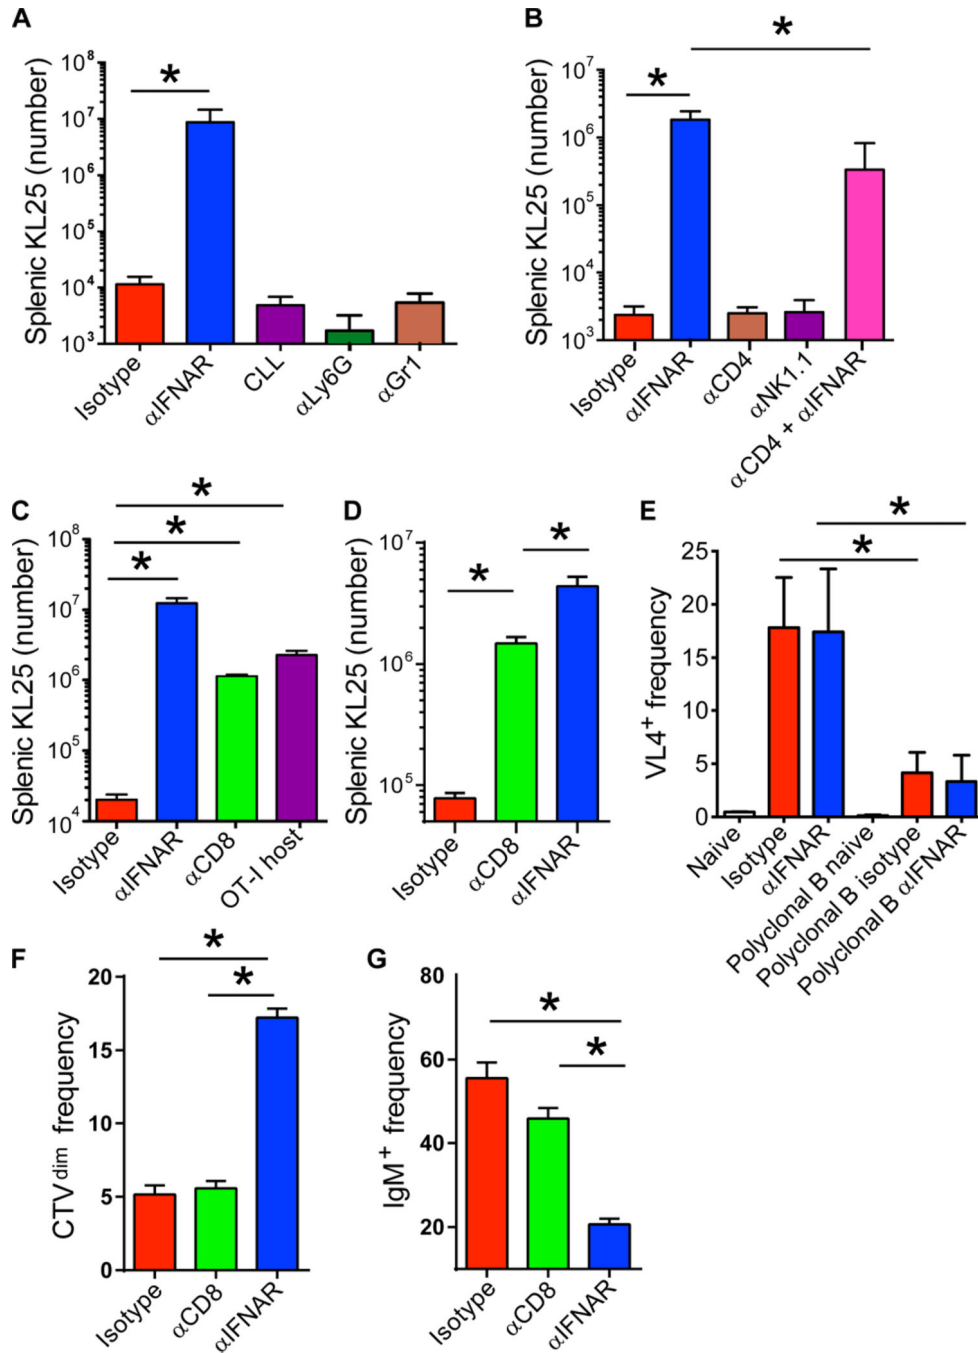 A
Splenic KL25 (number)
10^8
10^7
10^6
10^5
10^4
10^3
*
Isotype
αIFNAR
CLL
αLy6G
αGr1
B
Splenic KL25 (number)
10^7
10^6
10^5
10^4
10^3
*
*
Isotype
αIFNAR
αCD4
αNK1.1
αCD4 + αIFNAR
C
Splenic KL25 (number)
10^8
10^7
10^6
10^5
10^4
*
*
*
Isotype
αIFNAR
αCD8
OT-I host
D
Splenic KL25 (number)
10^7
10^6
10^5
*
*
Isotype
αCD8
αIFNAR
E
VL4+ frequency
25
20
15
10
5
0
*
*
Naive
Isotype
αIFNAR
Polyclonal B naive
Polyclonal B isotype
Polyclonal B αIFNAR
F
CTVdim frequency
20
15
10
5
0
*
*
Isotype
αCD8
αIFNAR
G
IgM+ frequency
80
60
40
20
*
*
Isotype
αCD8
αIFNAR